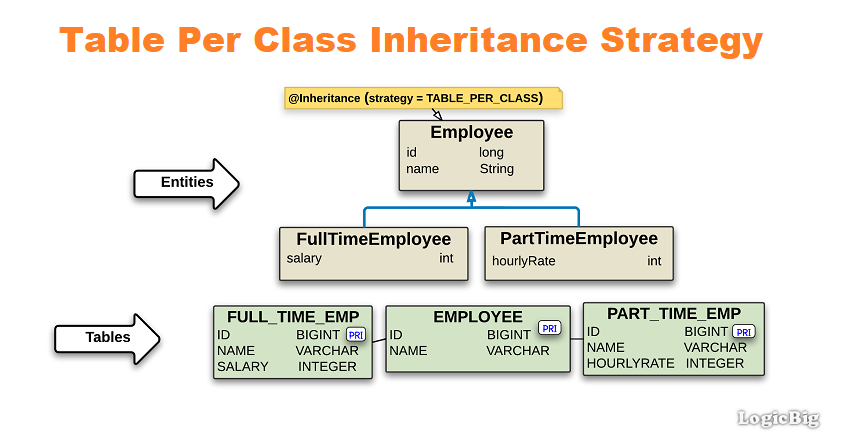 Table Per Class Inheritance Strategy
@Inheritance (strategy = TABLE_PER_CLASS)
Employee
id long
name String
Entities
FullTimeEmployee
salary int
PartTimeEmployee
hourlyRate int
Tables
FULL_TIME_EMP
ID BIGINT PRI
NAME VARCHAR
SALARY INTEGER
EMPLOYEE
ID BIGINT PRI
NAME VARCHAR
PART_TIME_EMP
ID BIGINT PRI
NAME VARCHAR
HOURLYRATE INTEGER
LogicBig